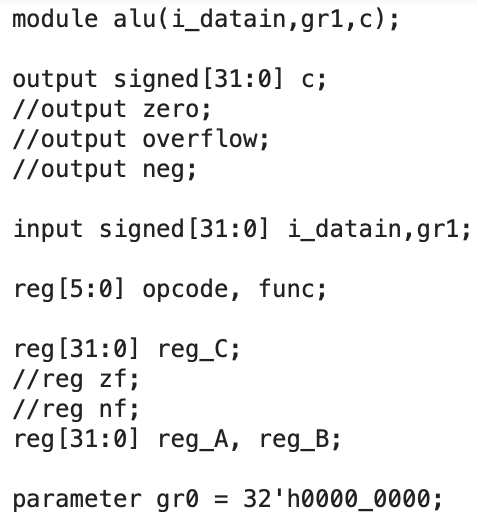 module alu(i_datain,gr1,c);
output signed[31:0] c;
//output zero;
//output overflow;
//output neg;
input signed[31:0] i_datain,gr1;
reg[5:0] opcode, func;
reg[31:0] reg_C;
//reg zf;
//reg nf;
reg[31:0] reg_A, reg_B;
parameter gr0 = 32'h0000_0000;